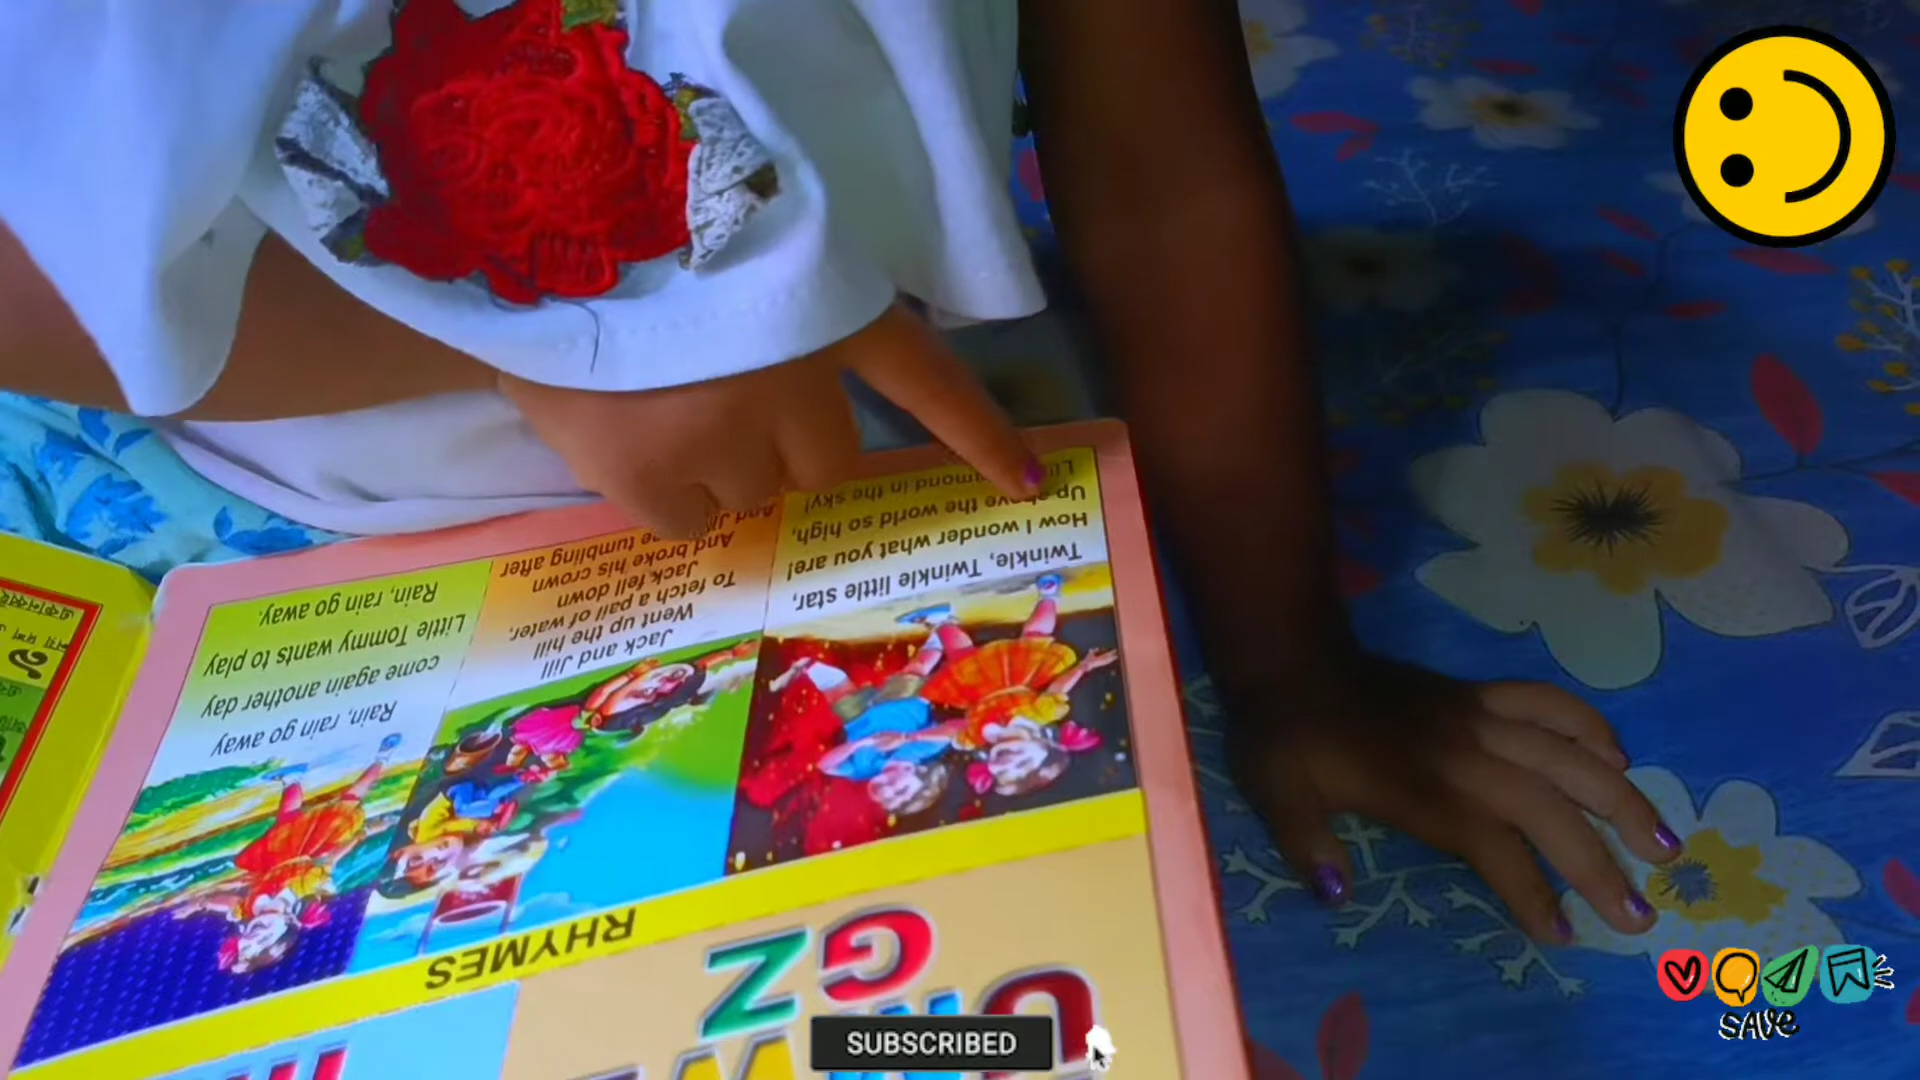 RHYMES
Rain, rain go away
come again another day
Little Tommy wants to play
Rain, rain go away.
Jack and Jill
Went up the hill
To fetch a pail of water,
Jack fell down
And broke his crown
And Jill
tumbling after
Twinkle, Twinkle little star,
How I wonder what you are!
Up above the world so high,
in the sky!
G Z
U
W
SUBSCRIBED
SAVE